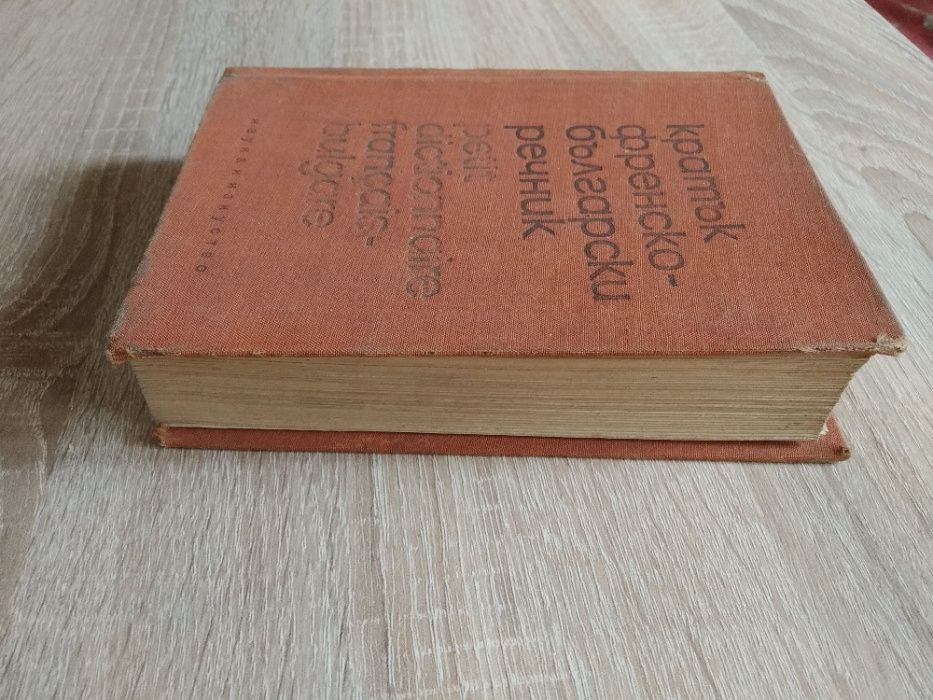 кратък
френско-
български
речник
petit
dictionnaire
français-
bulgare
наука и изкуство